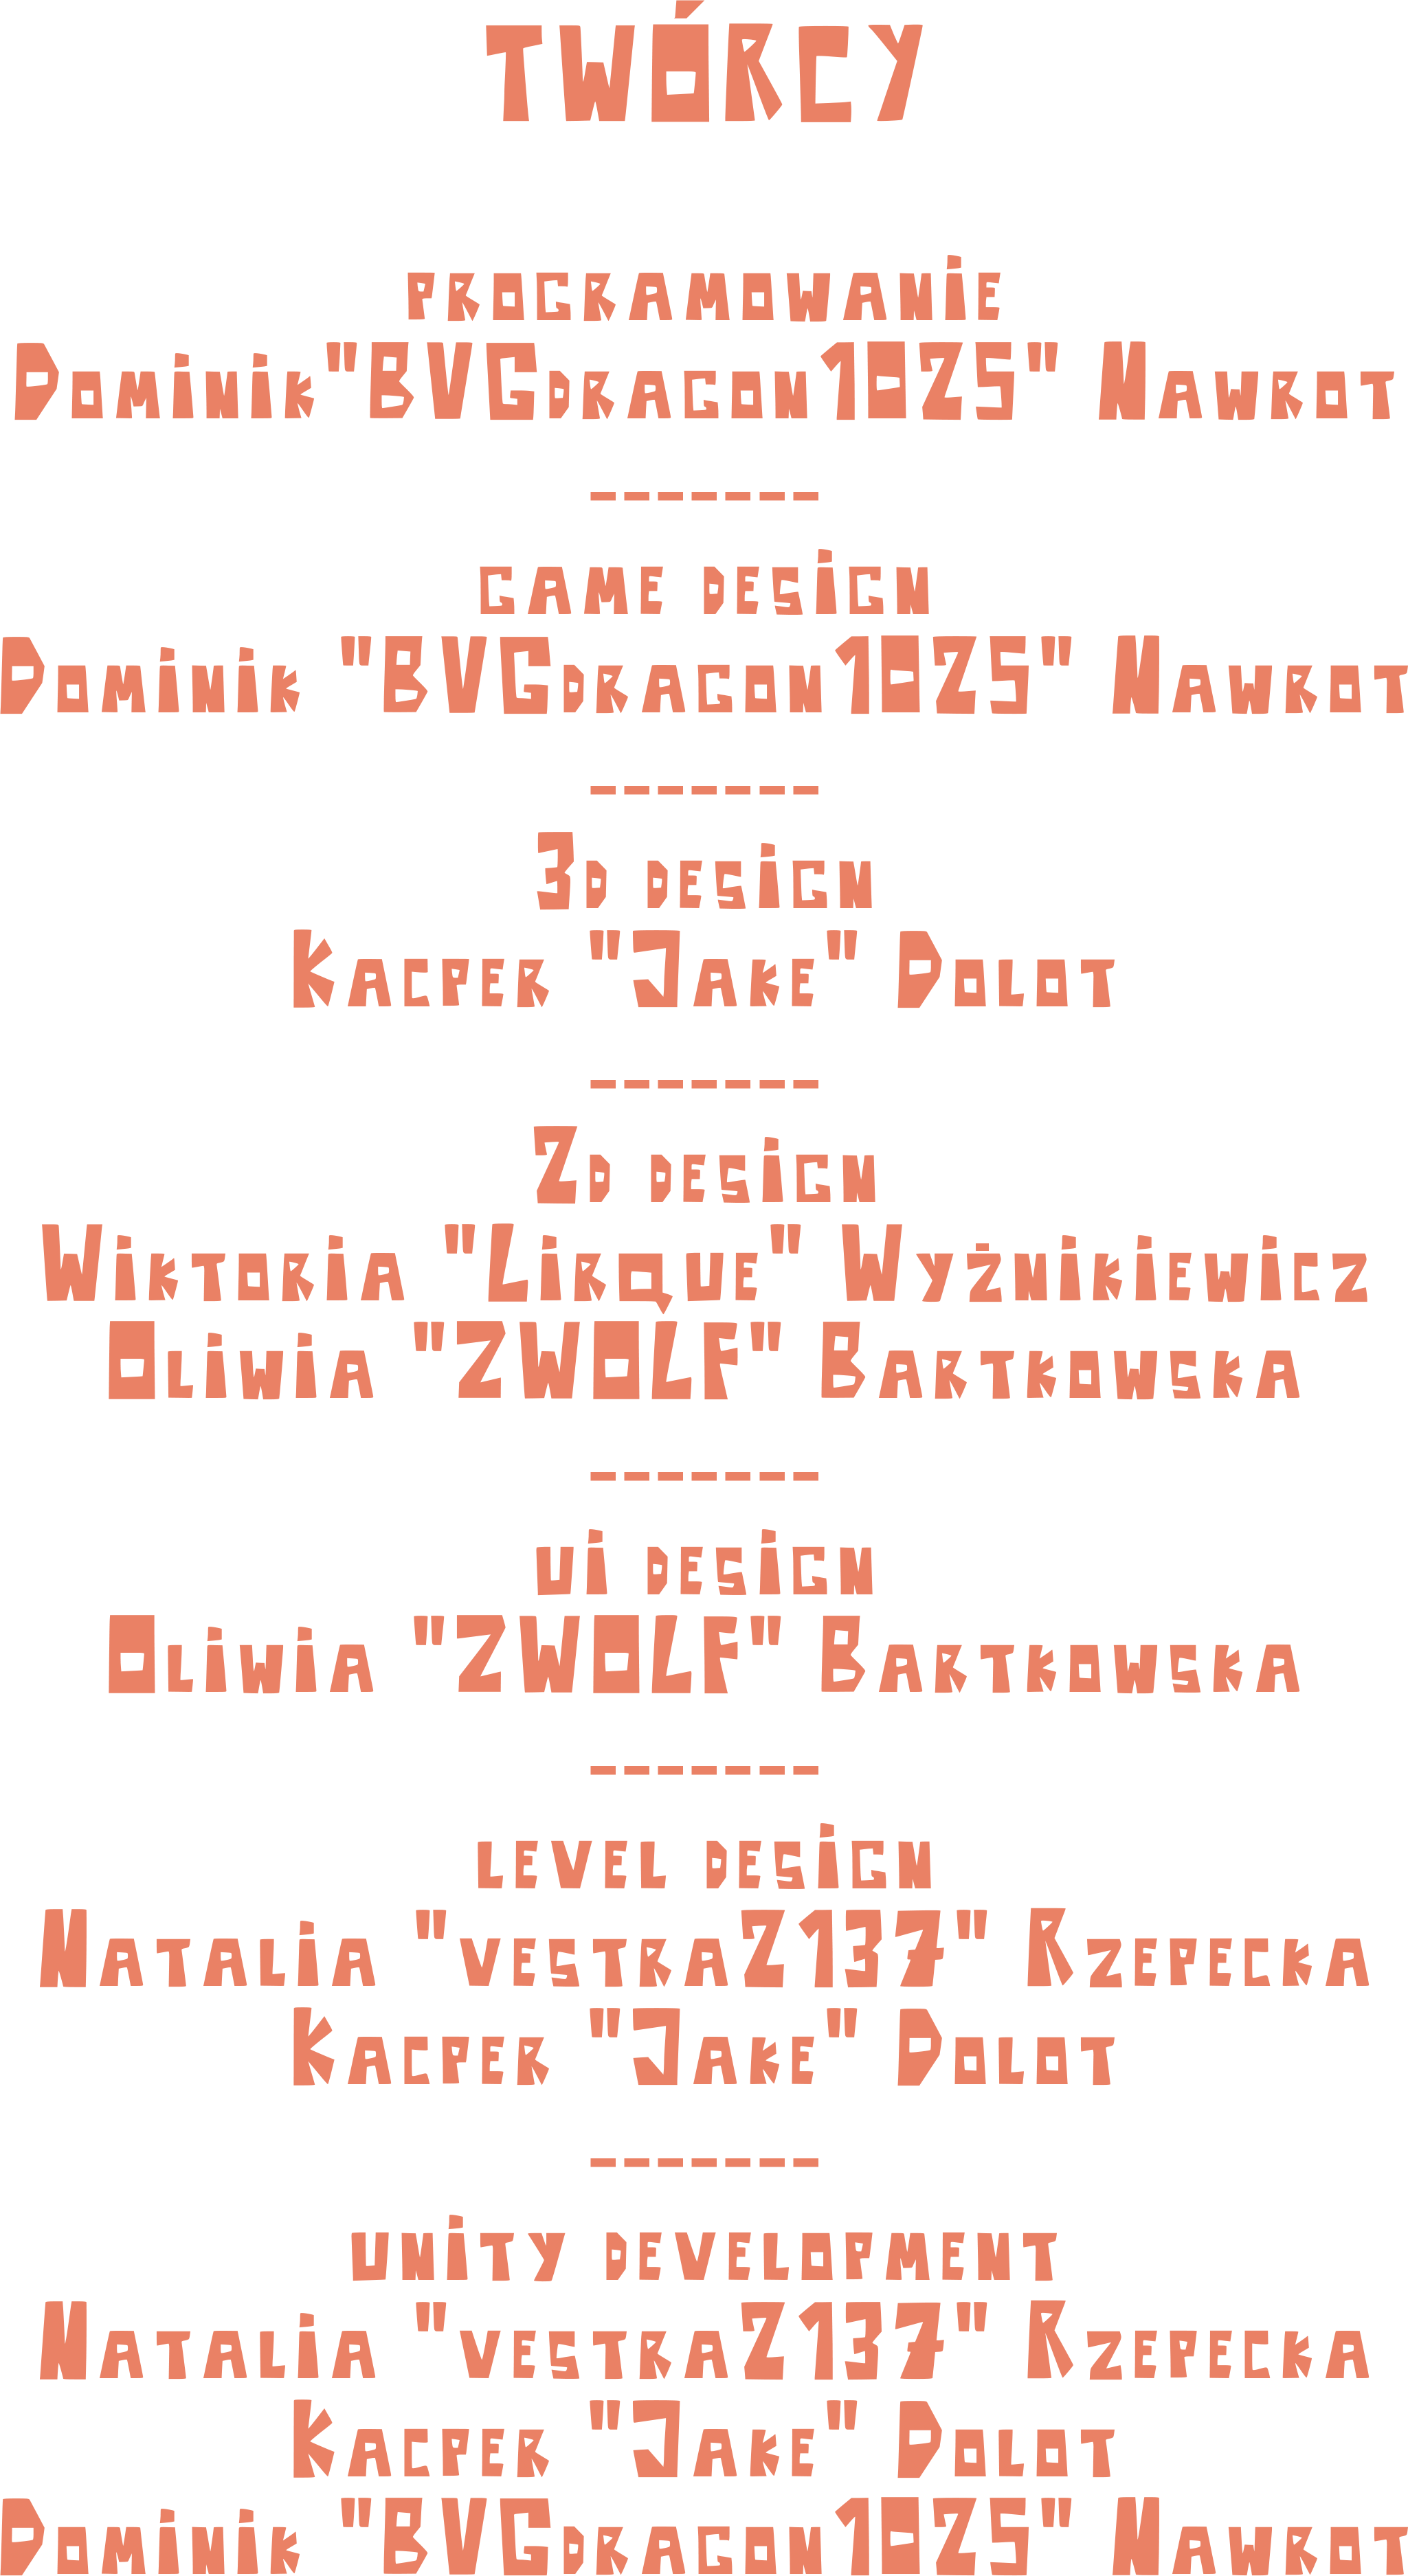 TWÓRCY
programowanie
Dominik"BVGdragon1025" Nawrot
-------
game design
Dominik "BVGdragon1025" Nawrot
-------
3d design
Kacper "Jake" Dolot
-------
2d design
Wiktoria "Lirque" Wyżnikiewicz
Oliwia "ZWOLF" Bartkowska
-------
ui design
Oliwia "ZWOLF" Bartkowska
-------
level design
Natalia "vestra2137" Rzepecka
Kacper "Jake" Dolot
-------
unity development
Natalia "vestra2137" Rzepecka
Kacper "Jake" Dolot
Dominik "BVGdragon1025" Nawrot